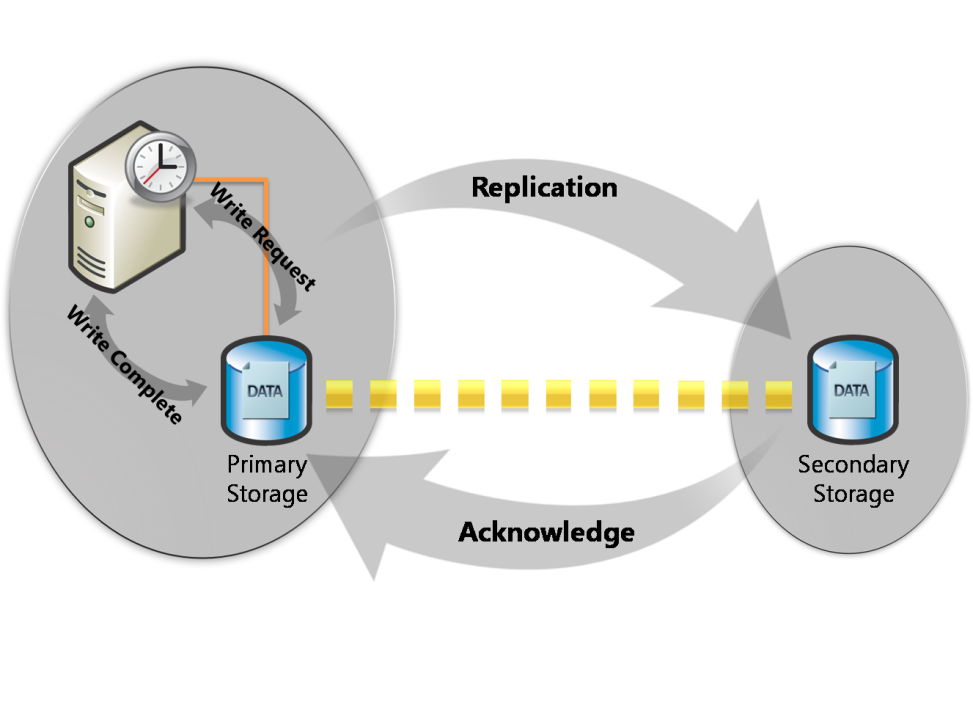 Replication
Write Request
Write Complete
DATA
Primary
Storage
DATA
Secondary
Storage
Acknowledge